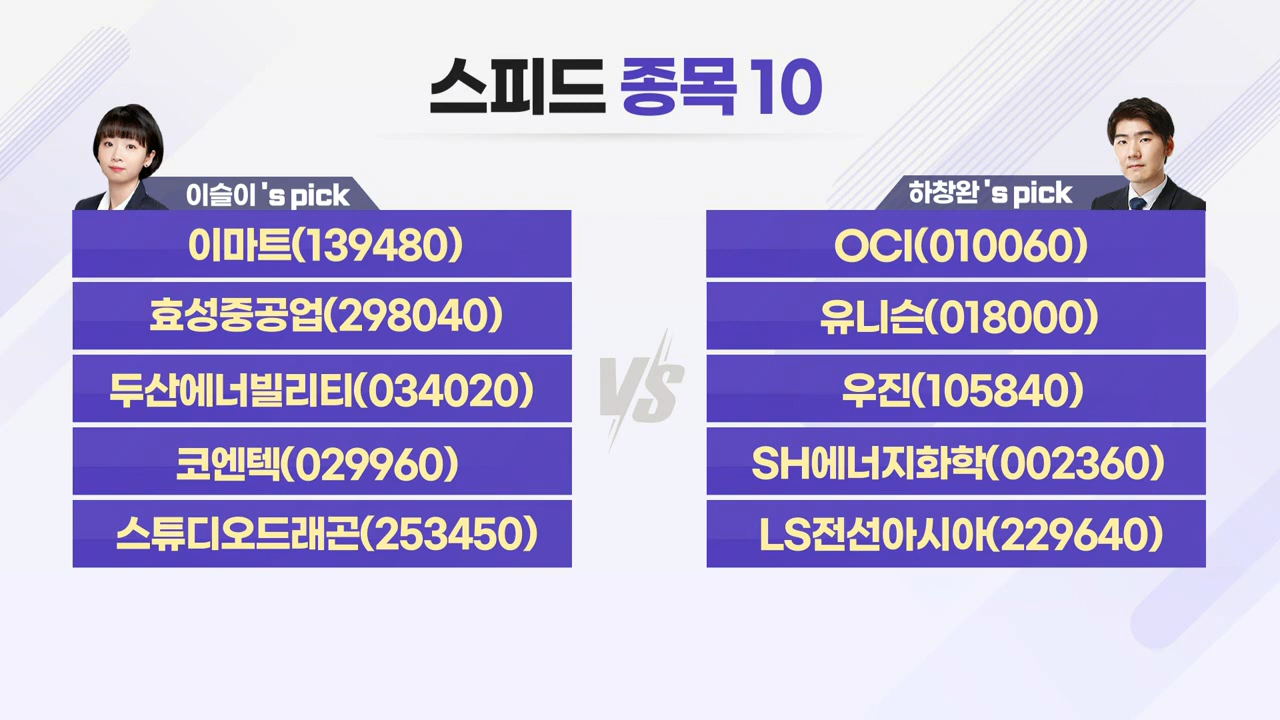 스피드 종목 10
이슬이 's pick
이마트(139480)
효성중공업(298040)
두산에너빌리티(034020)
코엔텍(029960)
스튜디오드래곤(253450)
VS
하창완 's pick
OCI(010060)
유니슨(018000)
우진(105840)
SH에너지화학(002360)
LS전선아시아(229640)